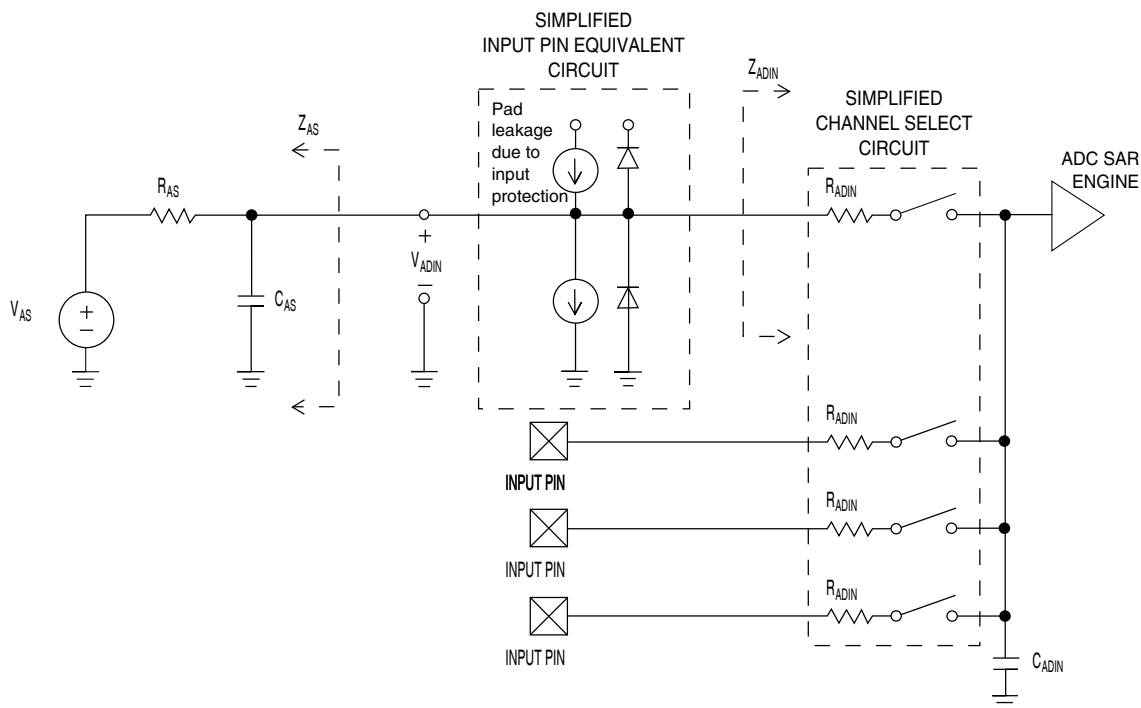 SIMPLIFIED
INPUT PIN EQUIVALENT
CIRCUIT
Z_ADIN
SIMPLIFIED
CHANNEL SELECT
CIRCUIT
ADC SAR
ENGINE
Pad
leakage
due to
input
protection
Z_AS
R_AS
R_ADIN
+
V_ADIN
−
C_AS
V_AS
+
−
R_ADIN
INPUT PIN
R_ADIN
INPUT PIN
R_ADIN
INPUT PIN
C_ADIN